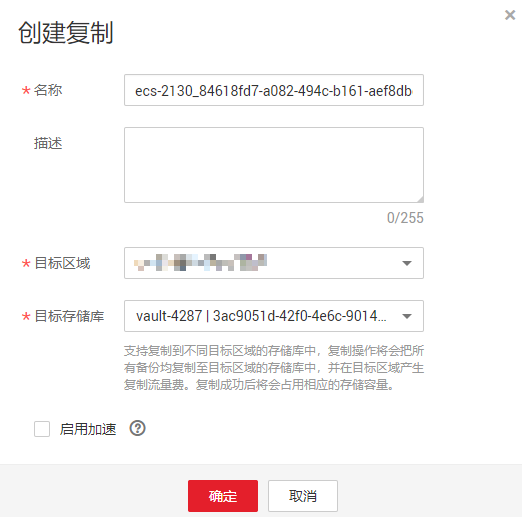 创建复制
* 名称 ecs-2130_84618fd7-a082-494c-b161-aef8db
描述
0/255
* 目标区域
* 目标存储库 vault-4287 | 3ac9051d-42f0-4e6c-9014...
支持复制到不同目标区域的存储库中，复制操作将会把所
有备份均复制至目标区域的存储库中，并在目标区域产生
复制流量费。复制成功后将会占用相应的存储容量。
启用加速 ?
确定 取消